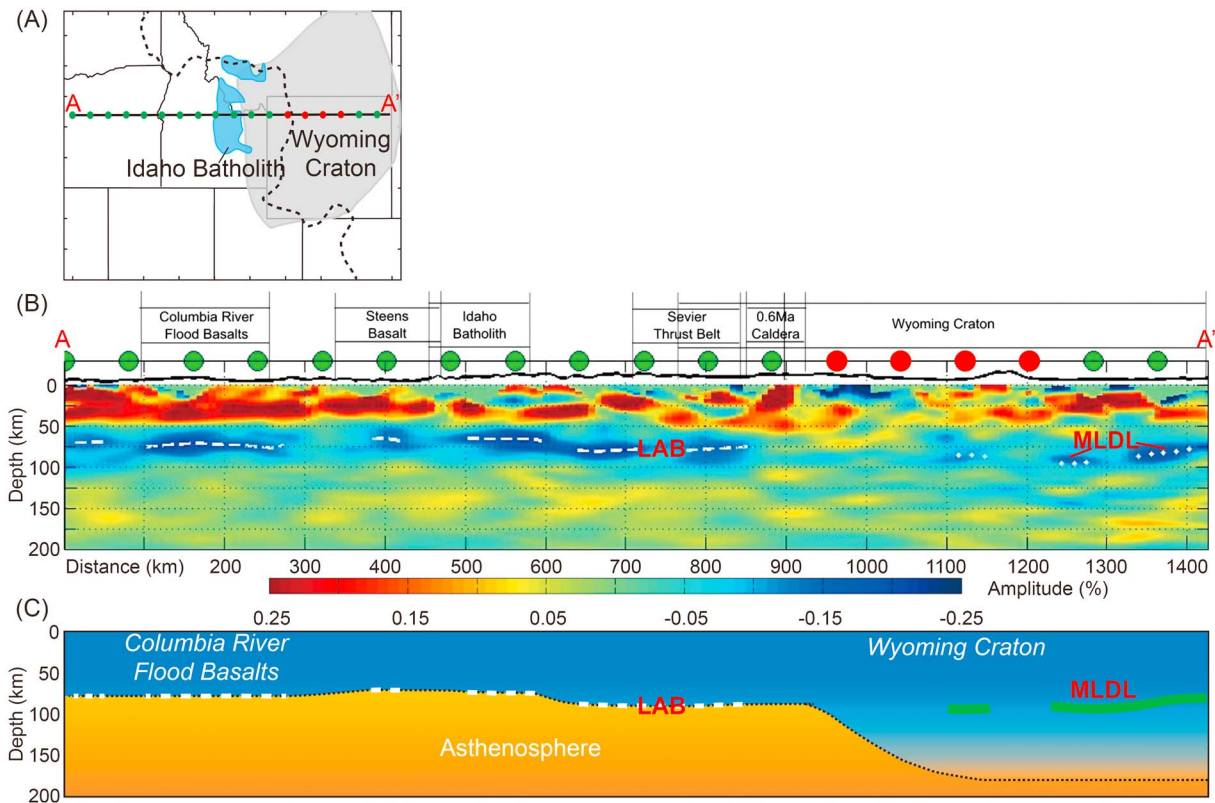 (A)
A
A'
Idaho Batholith
Wyoming
Craton
(B)
Columbia River
Flood Basalts
Steens
Basalt
Idaho
Batholith
Sevier
Thrust Belt
0.6Ma
Caldera
Wyoming Craton
A
A'
Depth (km)
0
50
100
150
200
LAB
MLDL
Distance (km)
100
200
300
400
500
600
700
800
900
1000
1100
1200
1300
1400
Amplitude (%)
0.25
0.15
0.05
-0.05
-0.15
-0.25
(C)
Depth (km)
0
50
100
150
200
Columbia River
Flood Basalts
Wyoming Craton
LAB
MLDL
Asthenosphere